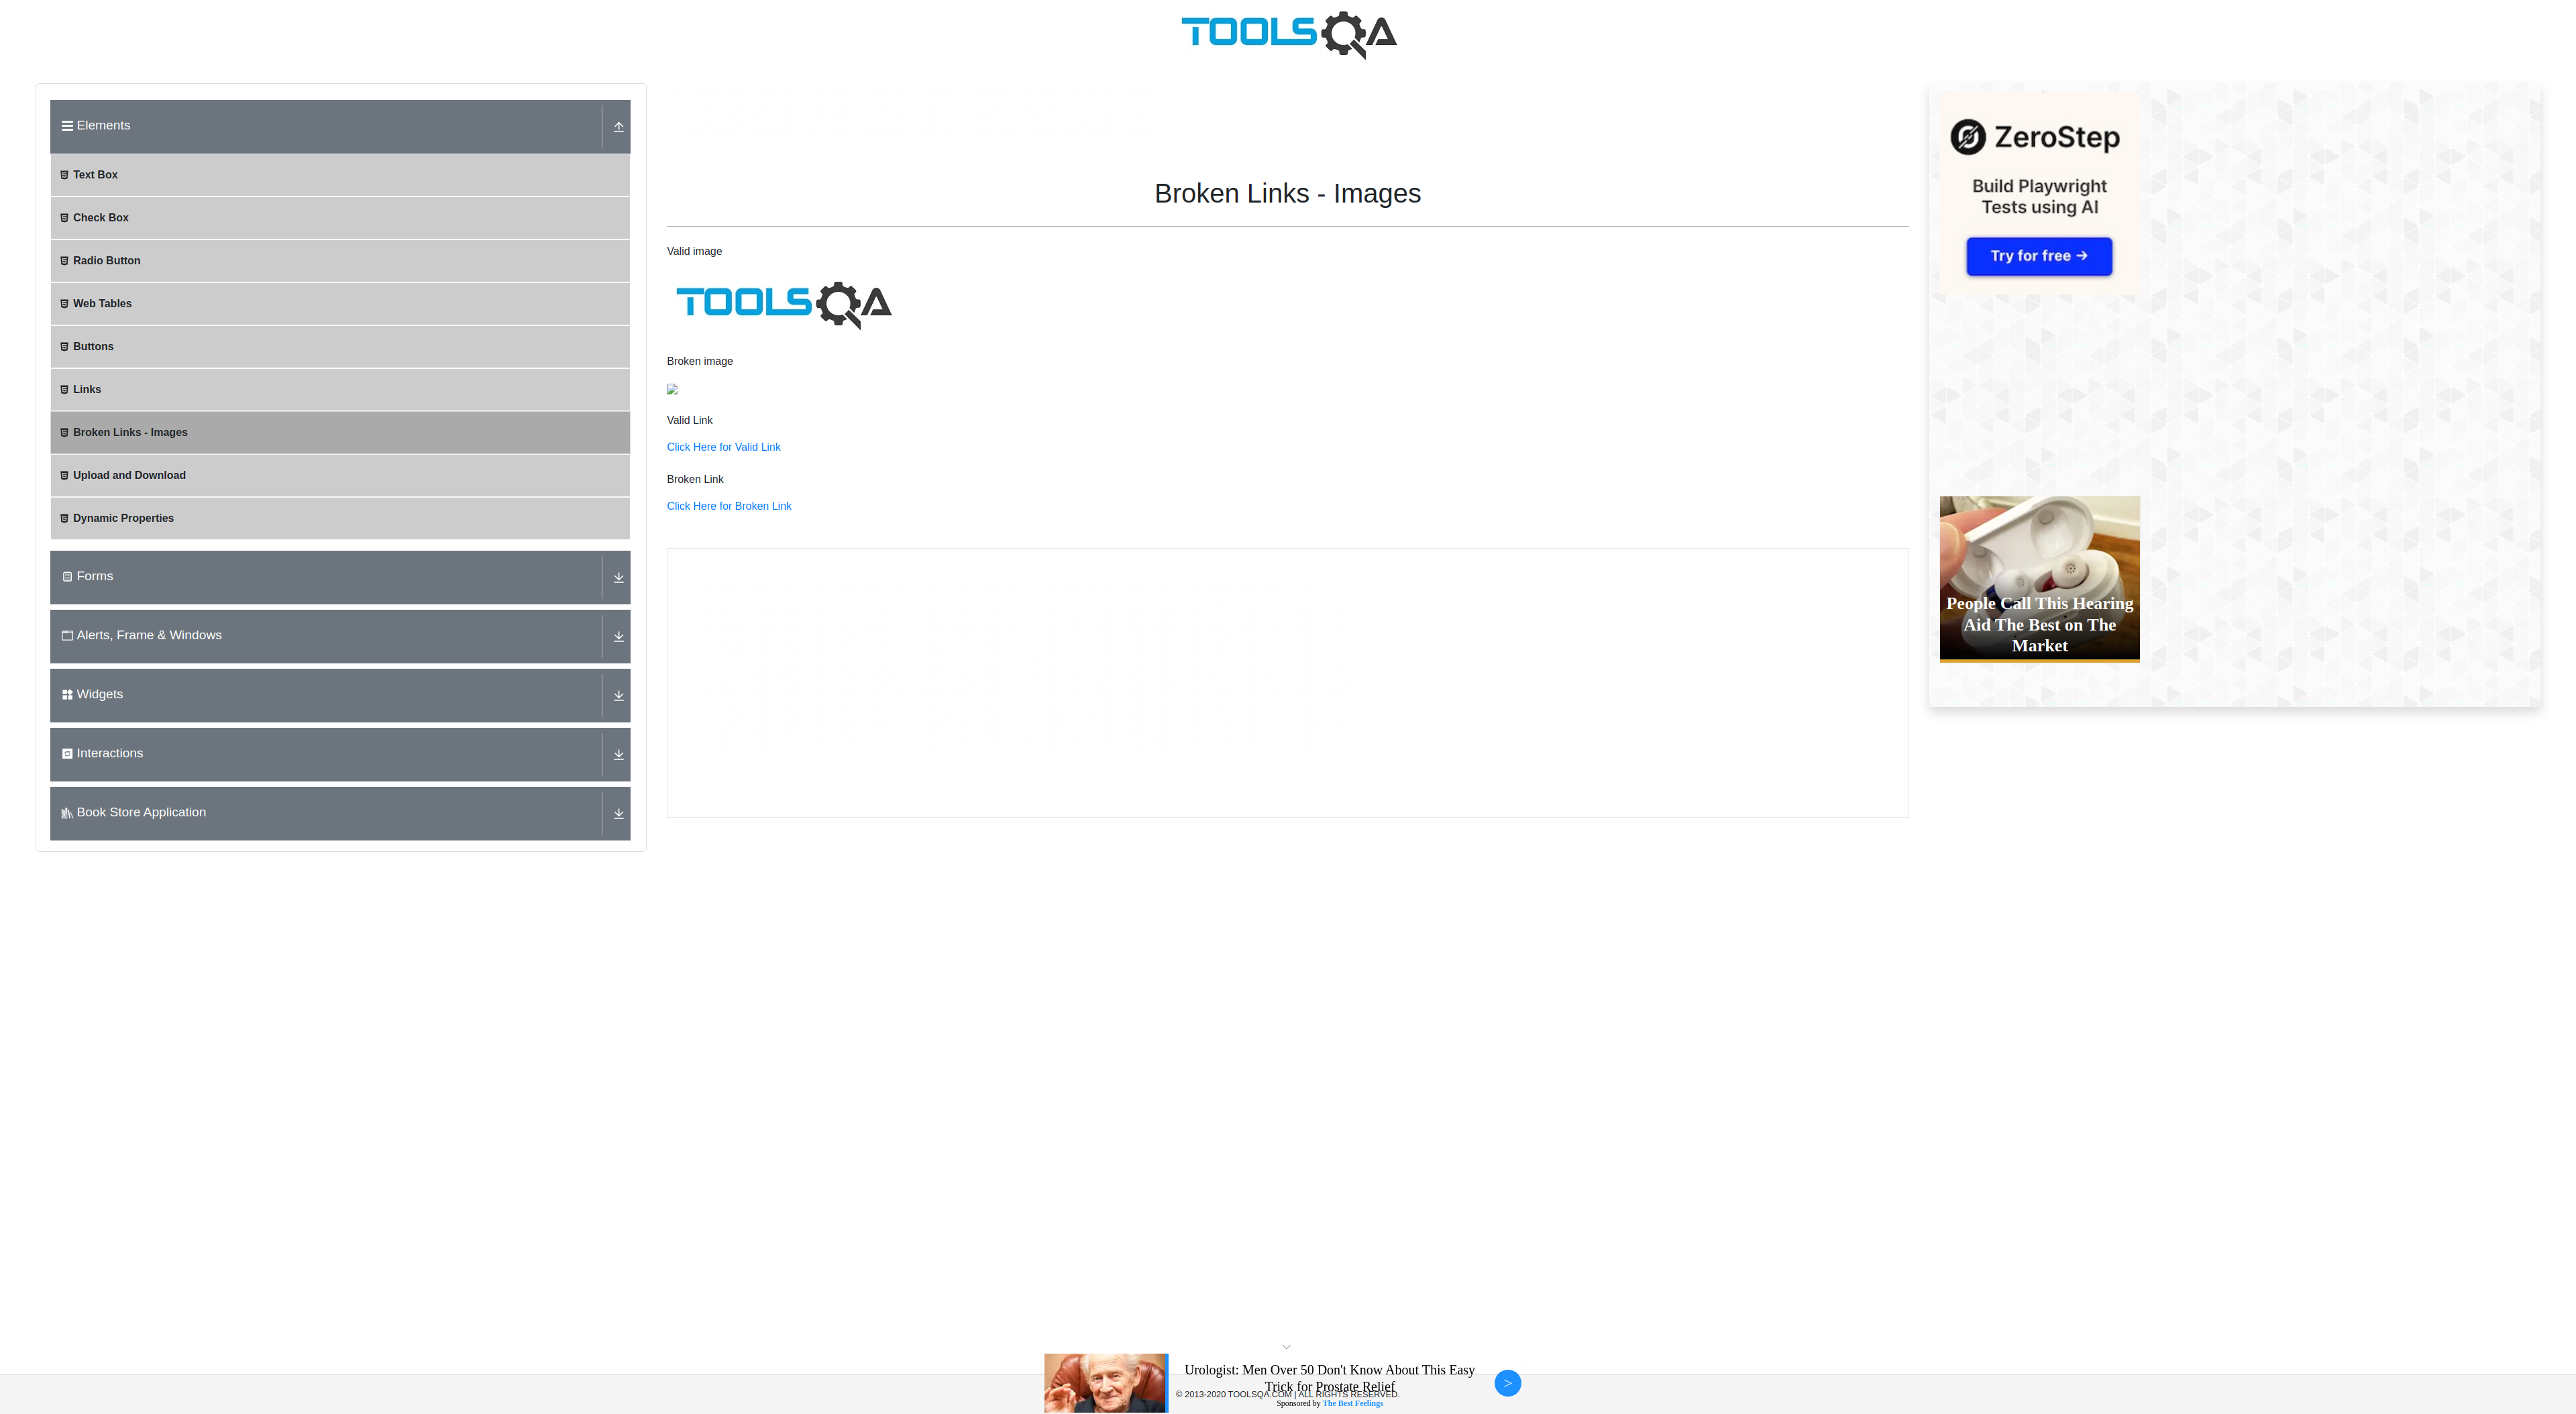 TOOLSQA
Elements
Text Box
Check Box
Radio Button
Web Tables
Buttons
Links
Broken Links - Images
Upload and Download
Dynamic Properties
Forms
Alerts, Frame & Windows
Widgets
Interactions
Book Store Application
Broken Links - Images
Valid image
TOOLSQA
Broken image
Valid Link
Click Here for Valid Link
Broken Link
Click Here for Broken Link
ZeroStep
Build Playwright
Tests using AI
Try for free →
People Call This Hearing
Aid The Best on The
Market
Urologist: Men Over 50 Don't Know About This Easy
Trick for Prostate Relief
© 2013-2020 TOOLSQA.COM | ALL RIGHTS RESERVED.
Sponsored by The Best Feelings
>